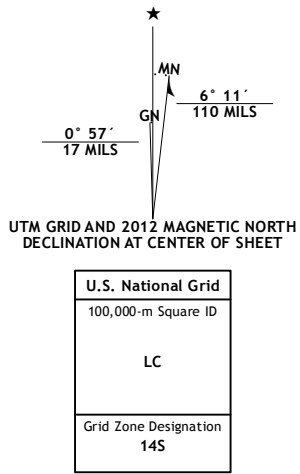 ★
MN
GN
6° 11´
110 MILS
0° 57´
17 MILS
UTM GRID AND 2012 MAGNETIC NORTH
DECLINATION AT CENTER OF SHEET
U.S. National Grid
100,000-m Square ID
LC
Grid Zone Designation
14S